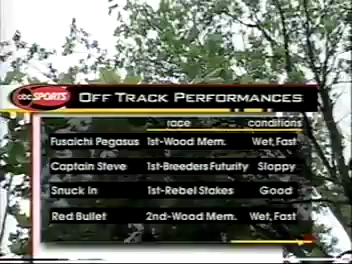 abc SPORTS OFF TRACK PERFORMANCES
race conditions
Fusaichi Pegasus 1st-Wood Mem. Wet, Fast
Captain Steve 1st-Breeders Futurity Sloppy
Snuck In 1st-Rebel Stakes Good
Red Bullet 2nd-Wood Mem. Wet, Fast